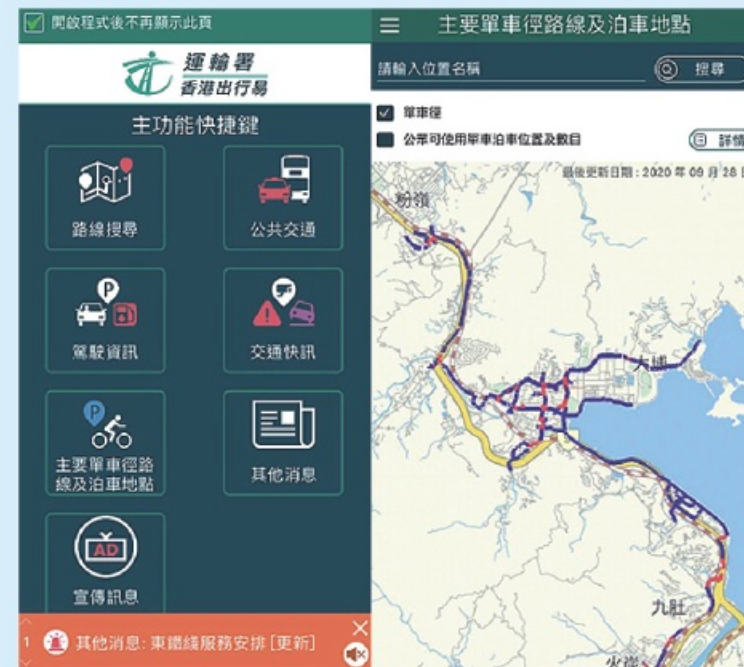 開啟程式後不再顯示此頁
運輸署
香港出行易
主功能快捷鍵
路線搜尋
公共交通
P
駕駛資訊
交通快訊
P
主要單車徑路
線及泊車地點
其他消息
AD
宣傳訊息
1 其他消息: 東鐵綫服務安排 [更新]
主要單車徑路線及泊車地點
請輸入位置名稱
搜尋
單車徑
公眾可使用單車泊車位置及數目
詳情
最後更新日期 : 2020 年 09 月 28 日
粉嶺
大埔
九肚
火炭